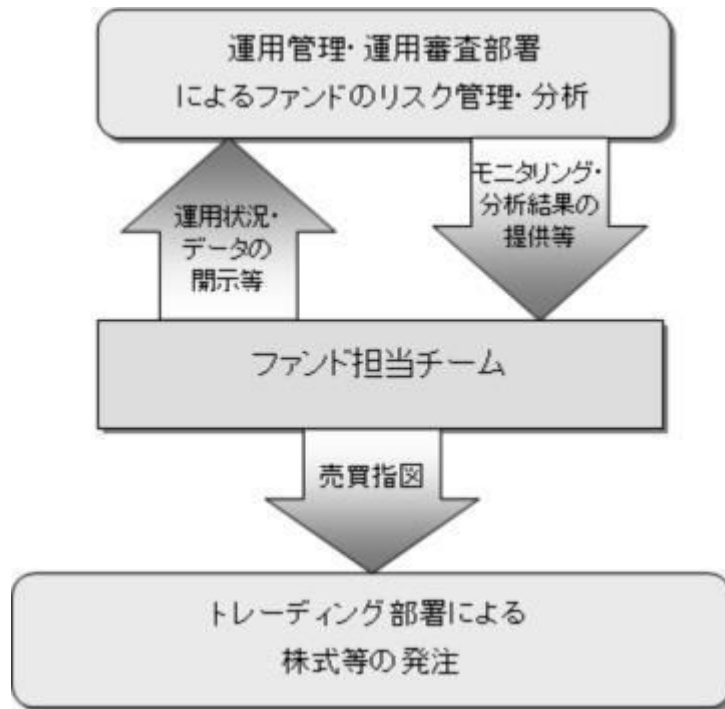 運用管理・運用審査部署
によるファンドのリスク管理・分析
運用状況・
データの
開示等
モニタリング・
分析結果の
提供等
ファンド担当チーム
売買指図
トレーディング部署による
株式等の発注